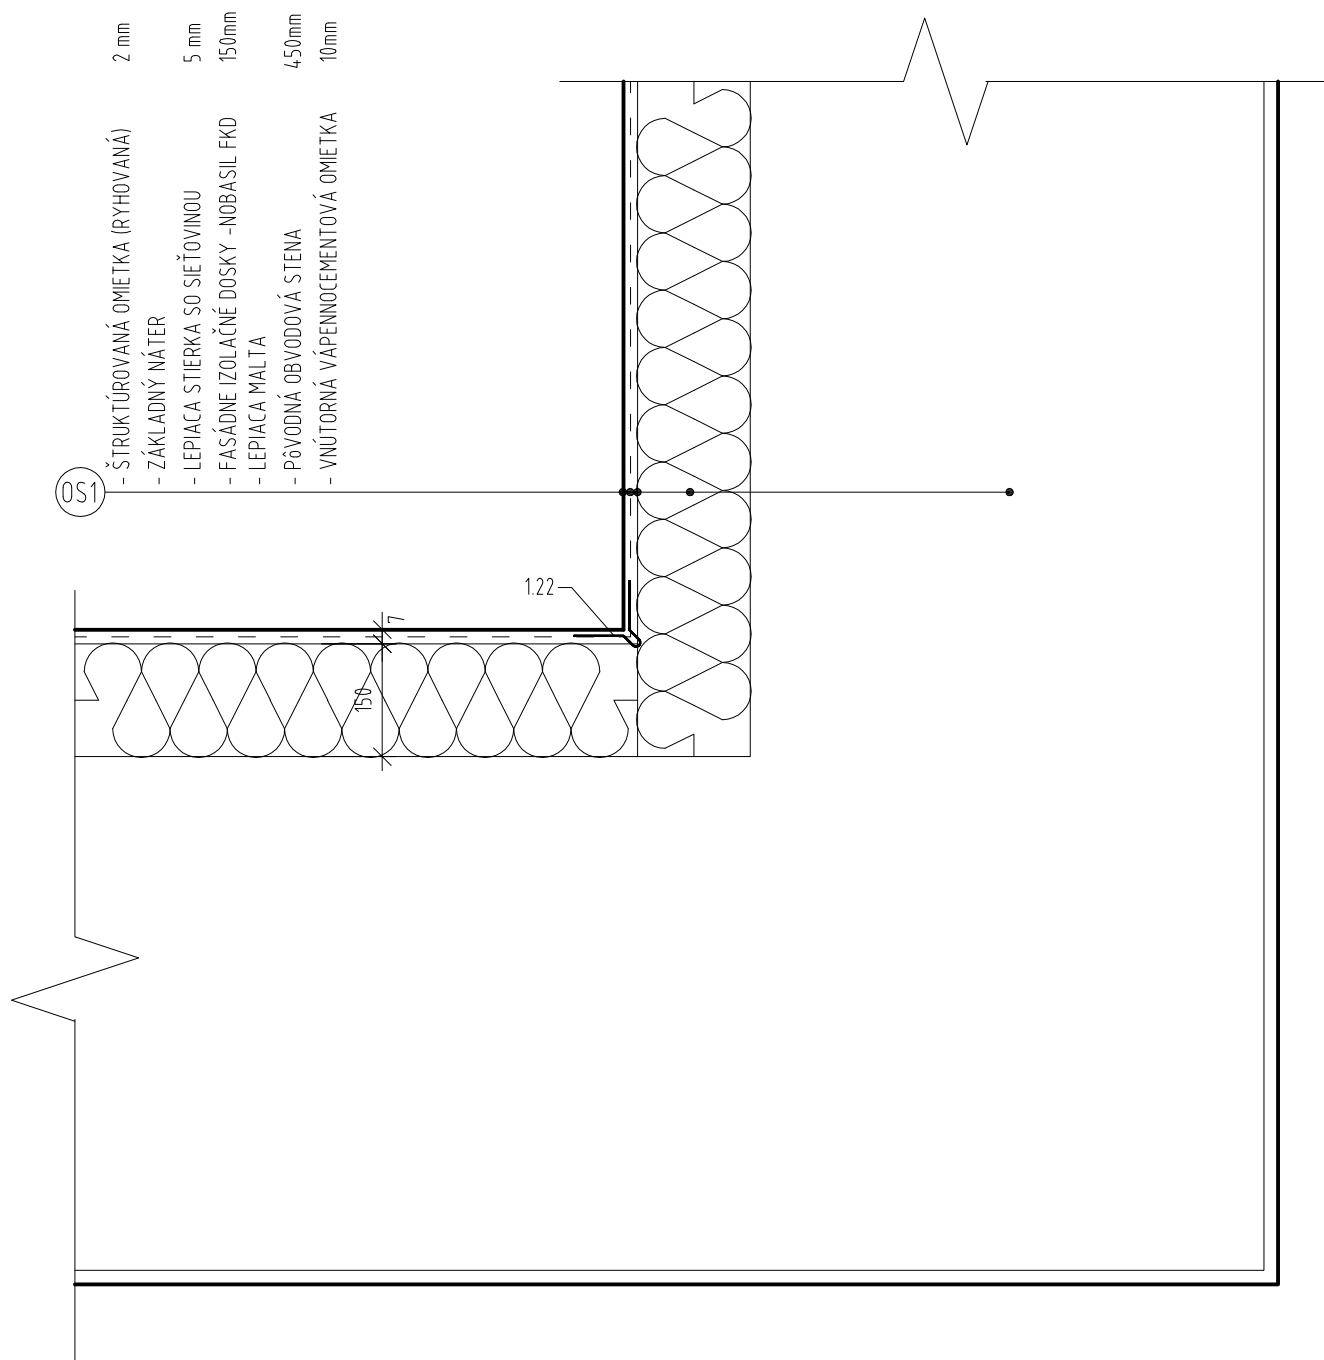 OS1
- ŠTRUKTÚROVANÁ OMIETKA (RYHOVANÁ) 2 mm
- ZÁKLADNÝ NÁTER
- LEPIACA STIERKA SO SIEŤOVINOU 5 mm
- FASÁDNE IZOLAČNÉ DOSKY -NOBASIL FKD 150mm
- LEPIACA MALTA
- PôVODNÁ OBVODOVÁ STENA 450mm
- VNÚTORNÁ VÁPENNOCEMENTOVÁ OMIETKA 10mm
1.22
7
150